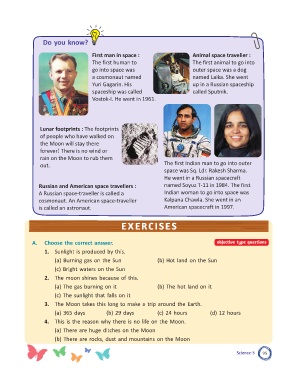 Do you know?
First man in space :
The first human to
go into space was
a cosmonaut named
Yuri Gagarin. His
spaceship was called
Vostok-I. He went in 1961.
Animal space traveller :
The first animal to go into
outer space was a dog
named Laika. She went
up in a Russian spaceship
called Sputnik.
Lunar footprints : The footprints
of people who have walked on
the Moon will stay there
forever! There is no wind or
rain on the Moon to rub them
out.
The first Indian man to go into outer
space was Sq. Ldr. Rakesh Sharma.
He went in a Russian spacecraft
named Soyuz T-11 in 1984. The first
Indian woman to go into space was
Kalpana Chawla. She went in an
American spacecraft in 1997.
Russian and American space travellers :
A Russian space-traveller is called a
cosmonaut. An American space-traveller
is called an astronaut.
EXERCISES
objective type questions
A. Choose the correct answer.
1. Sunlight is produced by this.
(a) Burning gas on the Sun (b) Hot land on the Sun
(c) Bright waters on the Sun
2. The moon shines because of this.
(a) The gas burning on it (b) The hot land on it
(c) The sunlight that falls on it
3. The Moon takes this long to make a trip around the Earth.
(a) 365 days (b) 29 days (c) 24 hours (d) 12 hours
4. This is the reason why there is no life on the Moon.
(a) There are huge ditches on the Moon
(b) There are rocks, dust and mountains on the Moon
Science-3